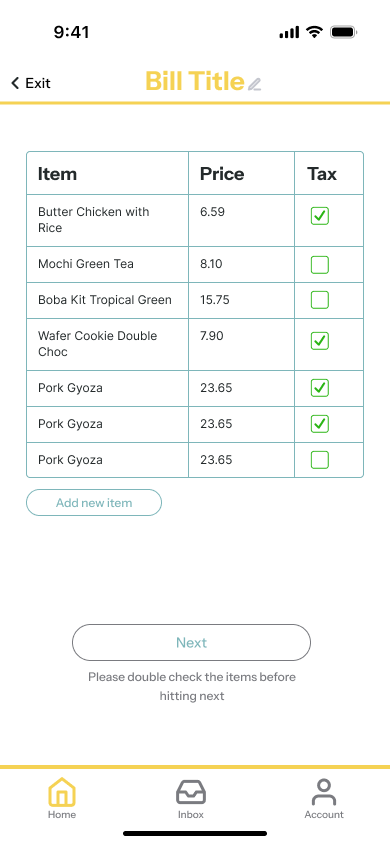 9:41
Exit
Bill Title
Item Price Tax
Butter Chicken with
Rice
6.59
Mochi Green Tea 8.10
Boba Kit Tropical Green 15.75
Wafer Cookie Double
Choc
7.90
Pork Gyoza 23.65
Pork Gyoza 23.65
Pork Gyoza 23.65
Add new item
Next
Please double check the items before
hitting next
Home Inbox Account